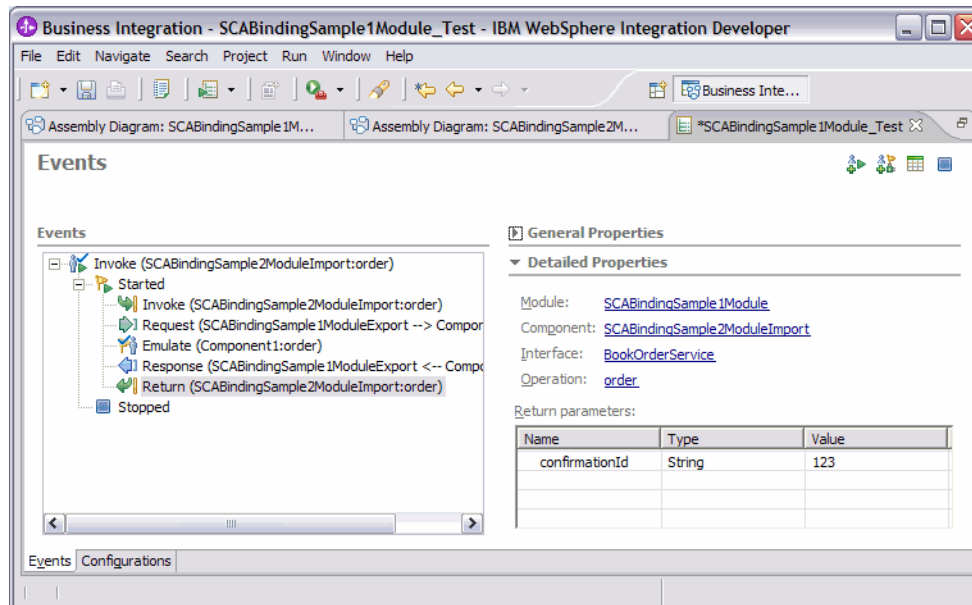 Business Integration - SCABindingSample1Module_Test - IBM WebSphere Integration Developer
File Edit Navigate Search Project Run Window Help
Business Inte...
Assembly Diagram: SCABindingSample1M... Assembly Diagram: SCABindingSample2M... *SCABindingSample1Module_Test
Events
Events
Invoke (SCABindingSample2ModuleImport:order)
Started
Invoke (SCABindingSample2ModuleImport:order)
Request (SCABindingSample1ModuleExport --> Compor
Emulate (Component1:order)
Response (SCABindingSample1ModuleExport <-- Compo
Return (SCABindingSample2ModuleImport:order)
Stopped
General Properties
Detailed Properties
Module: SCABindingSample1Module
Component: SCABindingSample2ModuleImport
Interface: BookOrderService
Operation: order
Return parameters:
Name Type Value
confirmationId String 123
Events Configurations